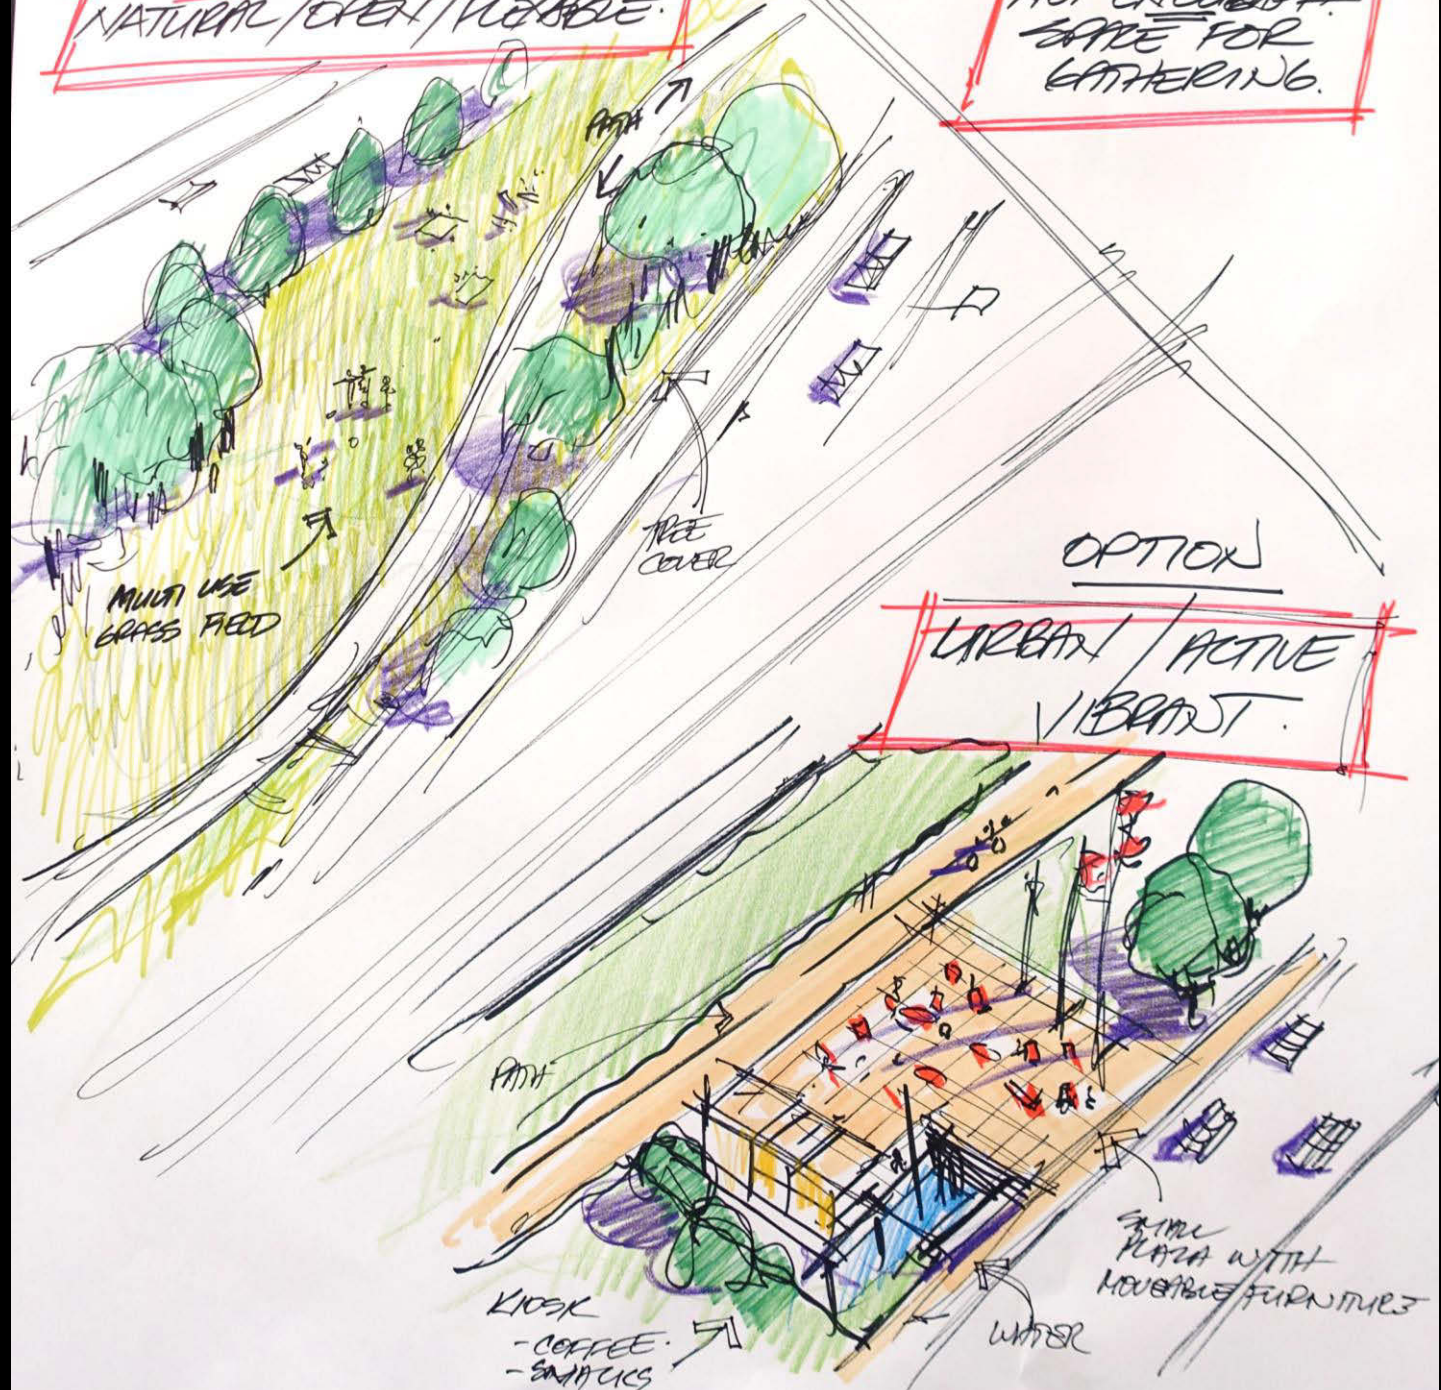 NATURAL/OPEN/FLEXABLE.
SPACE FOR
GATHERING.
PATH
TREE
COVER
MULTI USE
GRASS FIELD
OPTION
URBAN/ACTIVE
VIBRANT.
PATH
SMALL
PLAZA WITH
MOVEABLE FURNITURE
KIOSK
- COFFEE.
- SNACKS
WATER